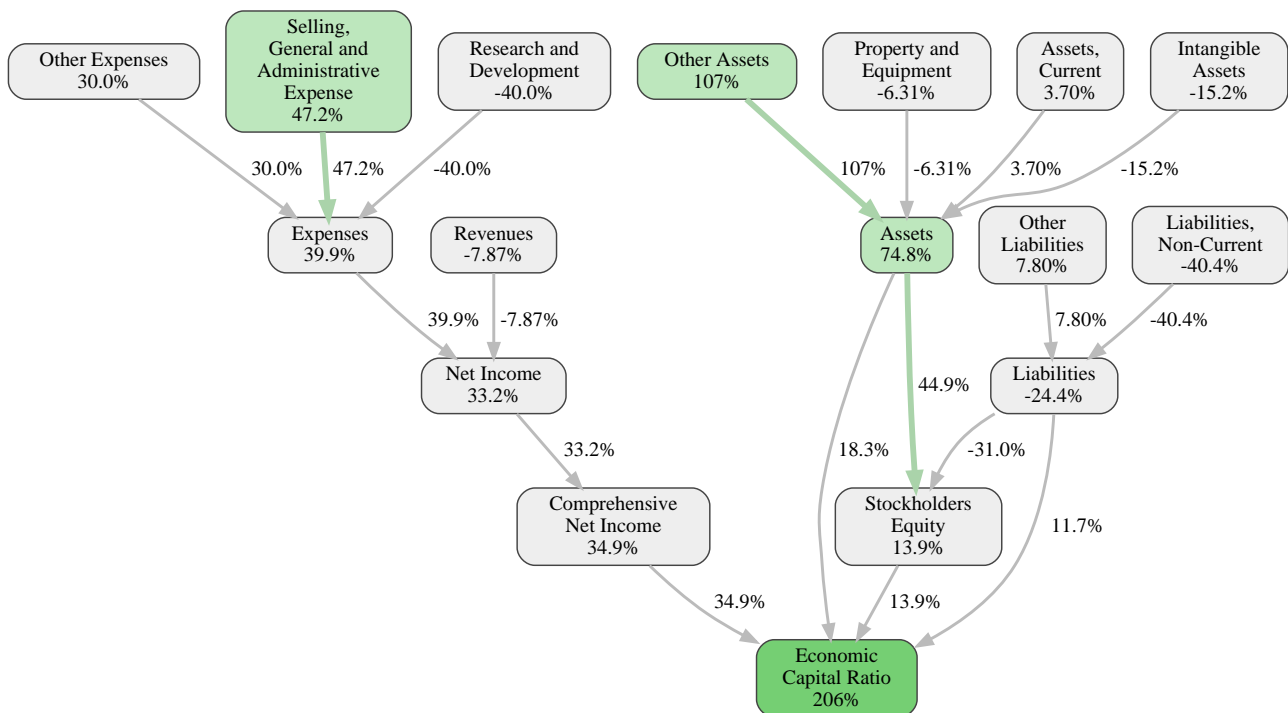 Other Expenses
30.0%
Selling,
General and
Administrative
Expense
47.2%
Research and
Development
-40.0%
Other Assets
107%
Property and
Equipment
-6.31%
Assets,
Current
3.70%
Intangible
Assets
-15.2%
30.0%
47.2%
-40.0%
107%
-6.31%
3.70%
-15.2%
Expenses
39.9%
Revenues
-7.87%
Assets
74.8%
Other
Liabilities
7.80%
Liabilities,
Non-Current
-40.4%
39.9%
-7.87%
7.80%
-40.4%
Net Income
33.2%
44.9%
Liabilities
-24.4%
33.2%
18.3%
-31.0%
Comprehensive
Net Income
34.9%
Stockholders
Equity
13.9%
11.7%
34.9%
13.9%
Economic
Capital Ratio
206%